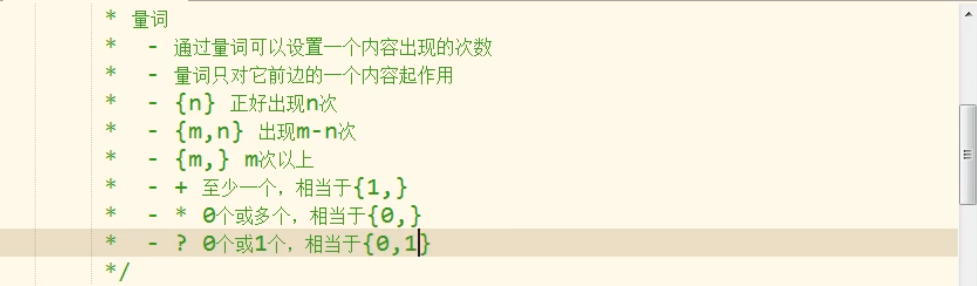 * 量词
* - 通过量词可以设置一个内容出现的次数
* - 量词只对它前边的一个内容起作用
* - {n} 正好出现n次
* - {m,n} 出现m-n次
* - {m,} m次以上
* - + 至少一个，相当于{1,}
* - * 0个或多个，相当于{0,}
* - ? 0个或1个，相当于{0,1}
*/